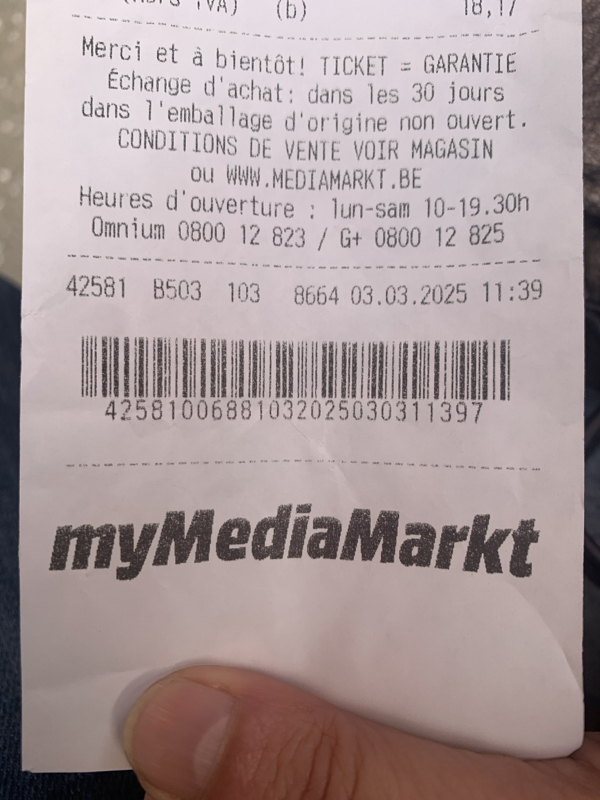 (b) 18,17
Merci et à bientôt! TICKET = GARANTIE
Échange d'achat: dans les 30 jours
dans l'emballage d'origine non ouvert.
CONDITIONS DE VENTE VOIR MAGASIN
ou WWW.MEDIAMARKT.BE
Heures d'ouverture : lun-sam 10-19.30h
Omnium 0800 12 823 / G+ 0800 12 825
42581 B503 103 8664 03.03.2025 11:39
4258100688103202503031​1397
myMediaMarkt